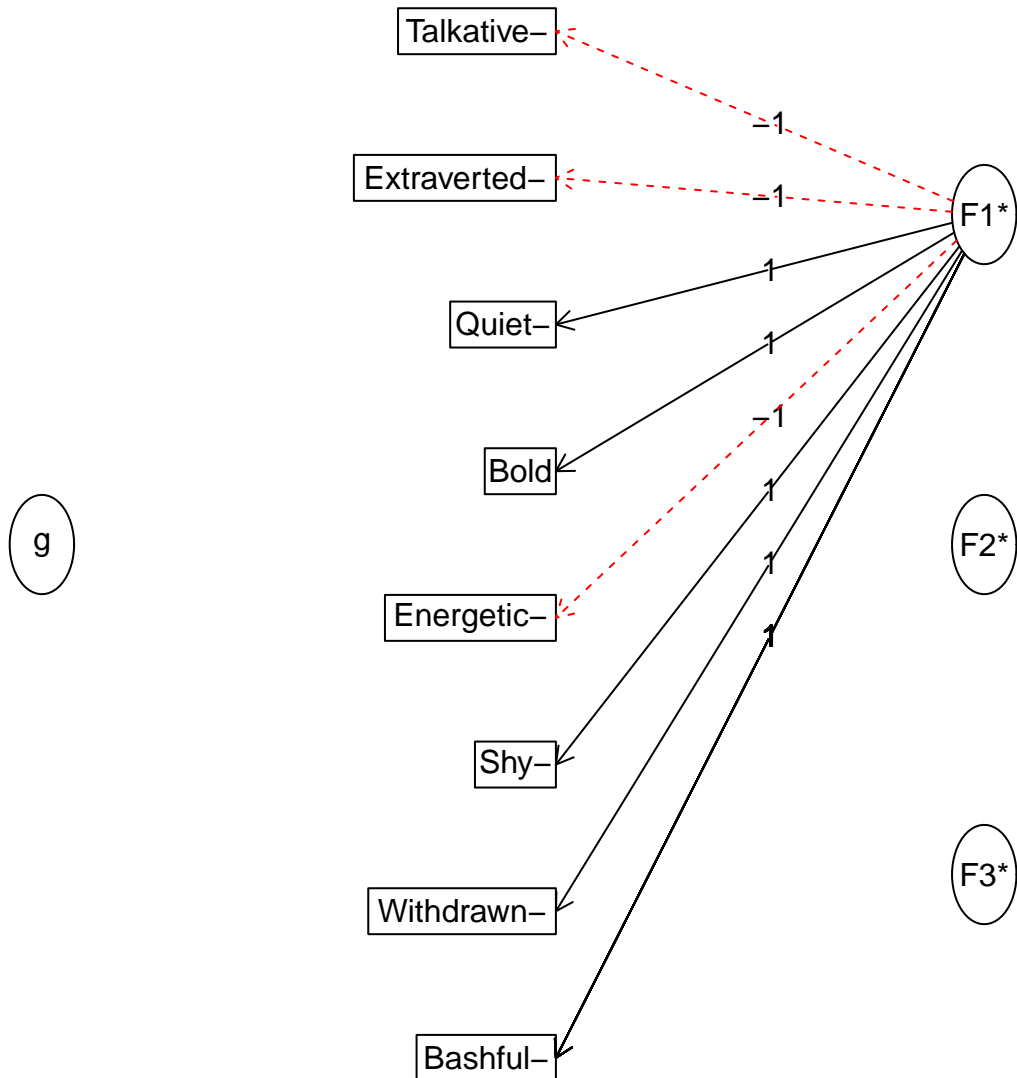 Talkative–
–1
Extraverted–
–1
F1*
1
Quiet–
1
–1
Bold
1
g
F2*
1
Energetic–
1
Shy–
F3*
Withdrawn–
Bashful–